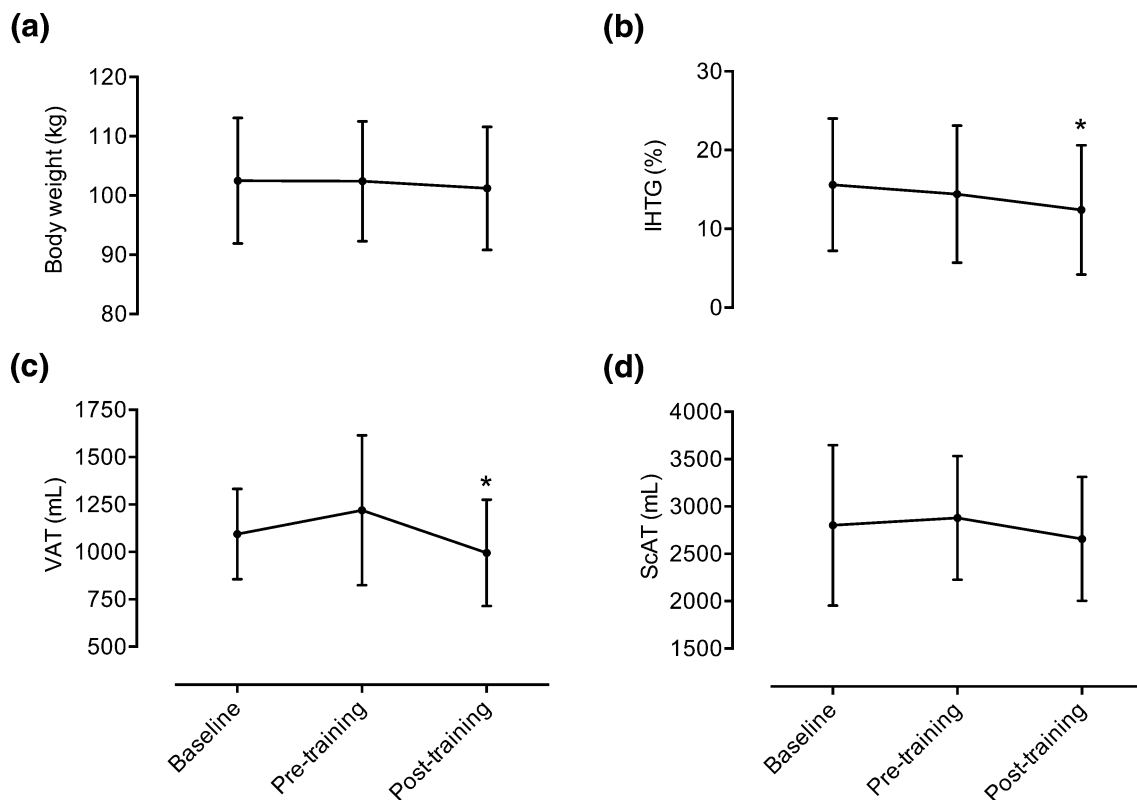 (a)
Body weight (kg)
120
110
100
90
80
(b)
IHTG (%)
30
20
10
0
*
(c)
VAT (mL)
1750
1500
1250
1000
750
500
*
Baseline
Pre-training
Post-training
(d)
ScAT (mL)
4000
3500
3000
2500
2000
1500
Baseline
Pre-training
Post-training